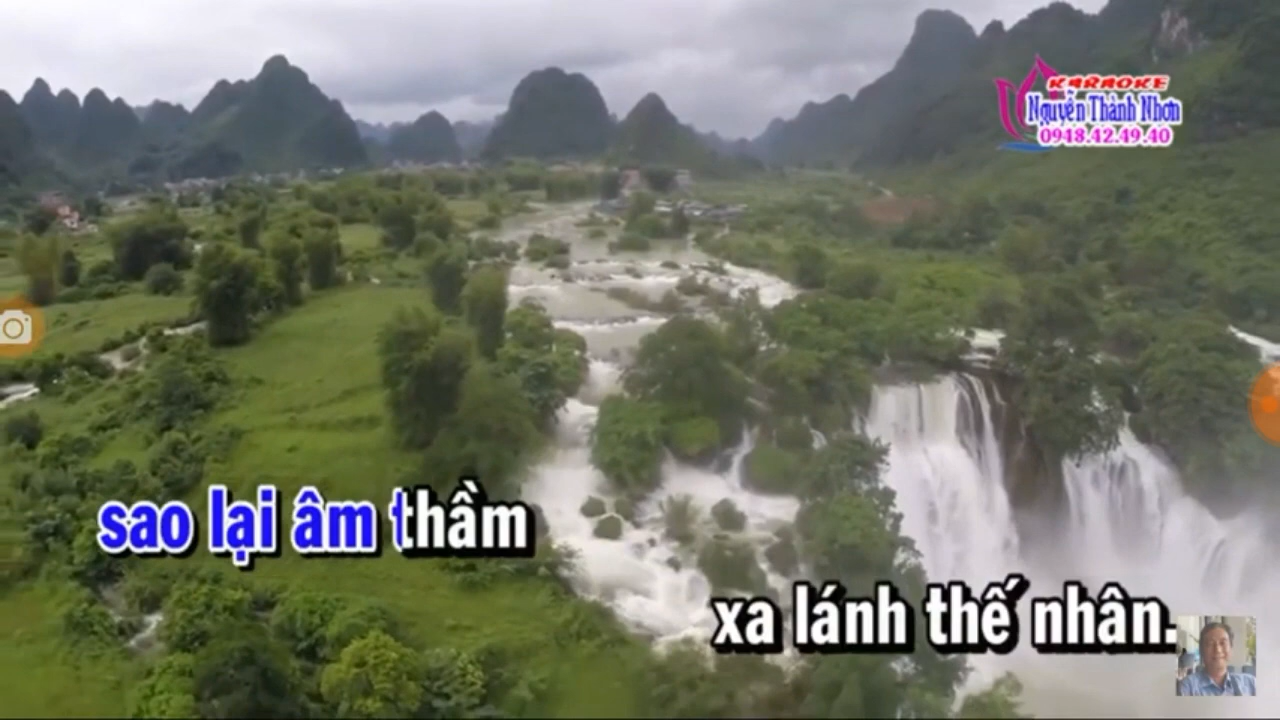 KARAOKE
Nguyễn Thành Nhơn
0948.42.49.40
sao lại âm thầm
xa lánh thế nhân.